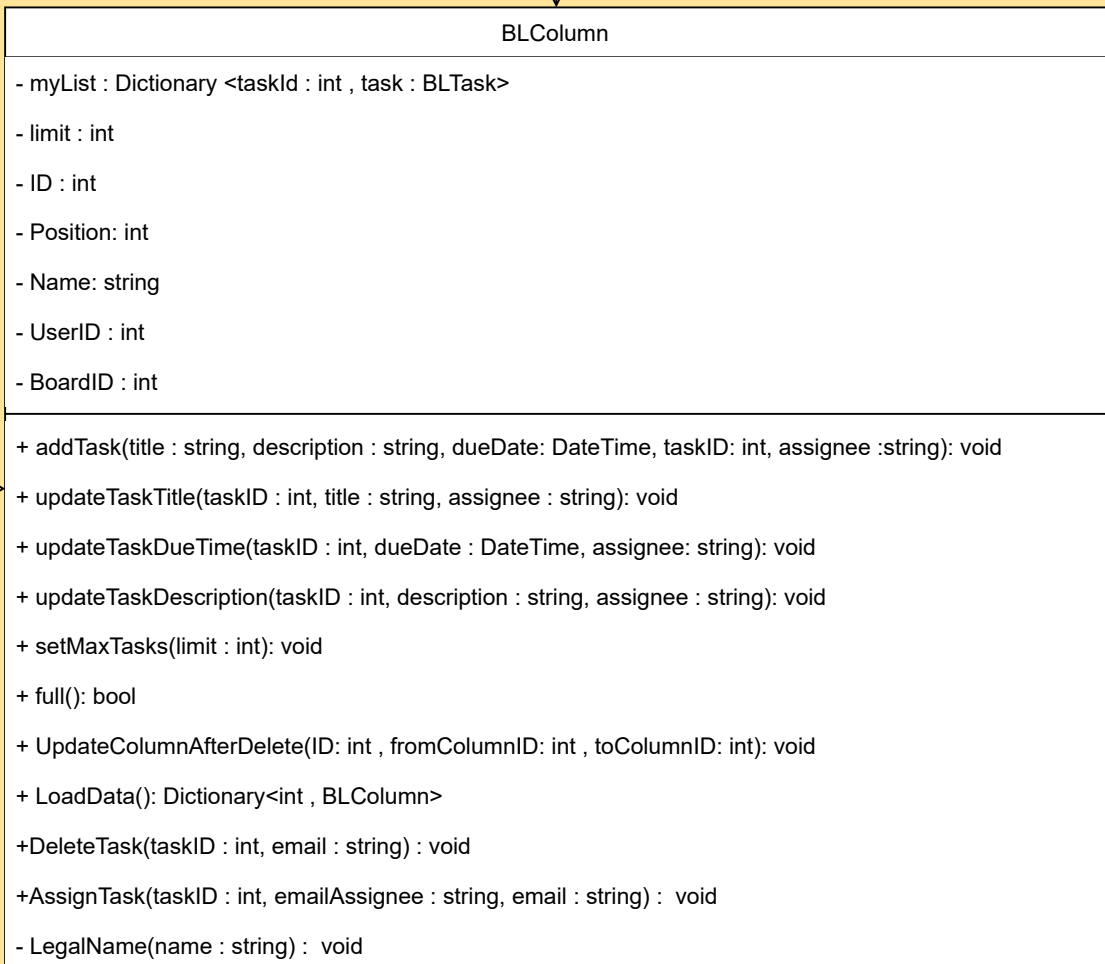 BLColumn
- myList : Dictionary <taskId : int , task : BLTask>
- limit : int
- ID : int
- Position: int
- Name: string
- UserID : int
- BoardID : int
+ addTask(title : string, description : string, dueDate: DateTime, taskID: int, assignee :string): void
+ updateTaskTitle(taskID : int, title : string, assignee : string): void
+ updateTaskDueTime(taskID : int, dueDate : DateTime, assignee: string): void
+ updateTaskDescription(taskID : int, description : string, assignee : string): void
+ setMaxTasks(limit : int): void
+ full(): bool
+ UpdateColumnAfterDelete(ID: int , fromColumnID: int , toColumnID: int): void
+ LoadData(): Dictionary<int , BLColumn>
+DeleteTask(taskID : int, email : string) : void
+AssignTask(taskID : int, emailAssignee : string, email : string) :  void
- LegalName(name : string) :  void